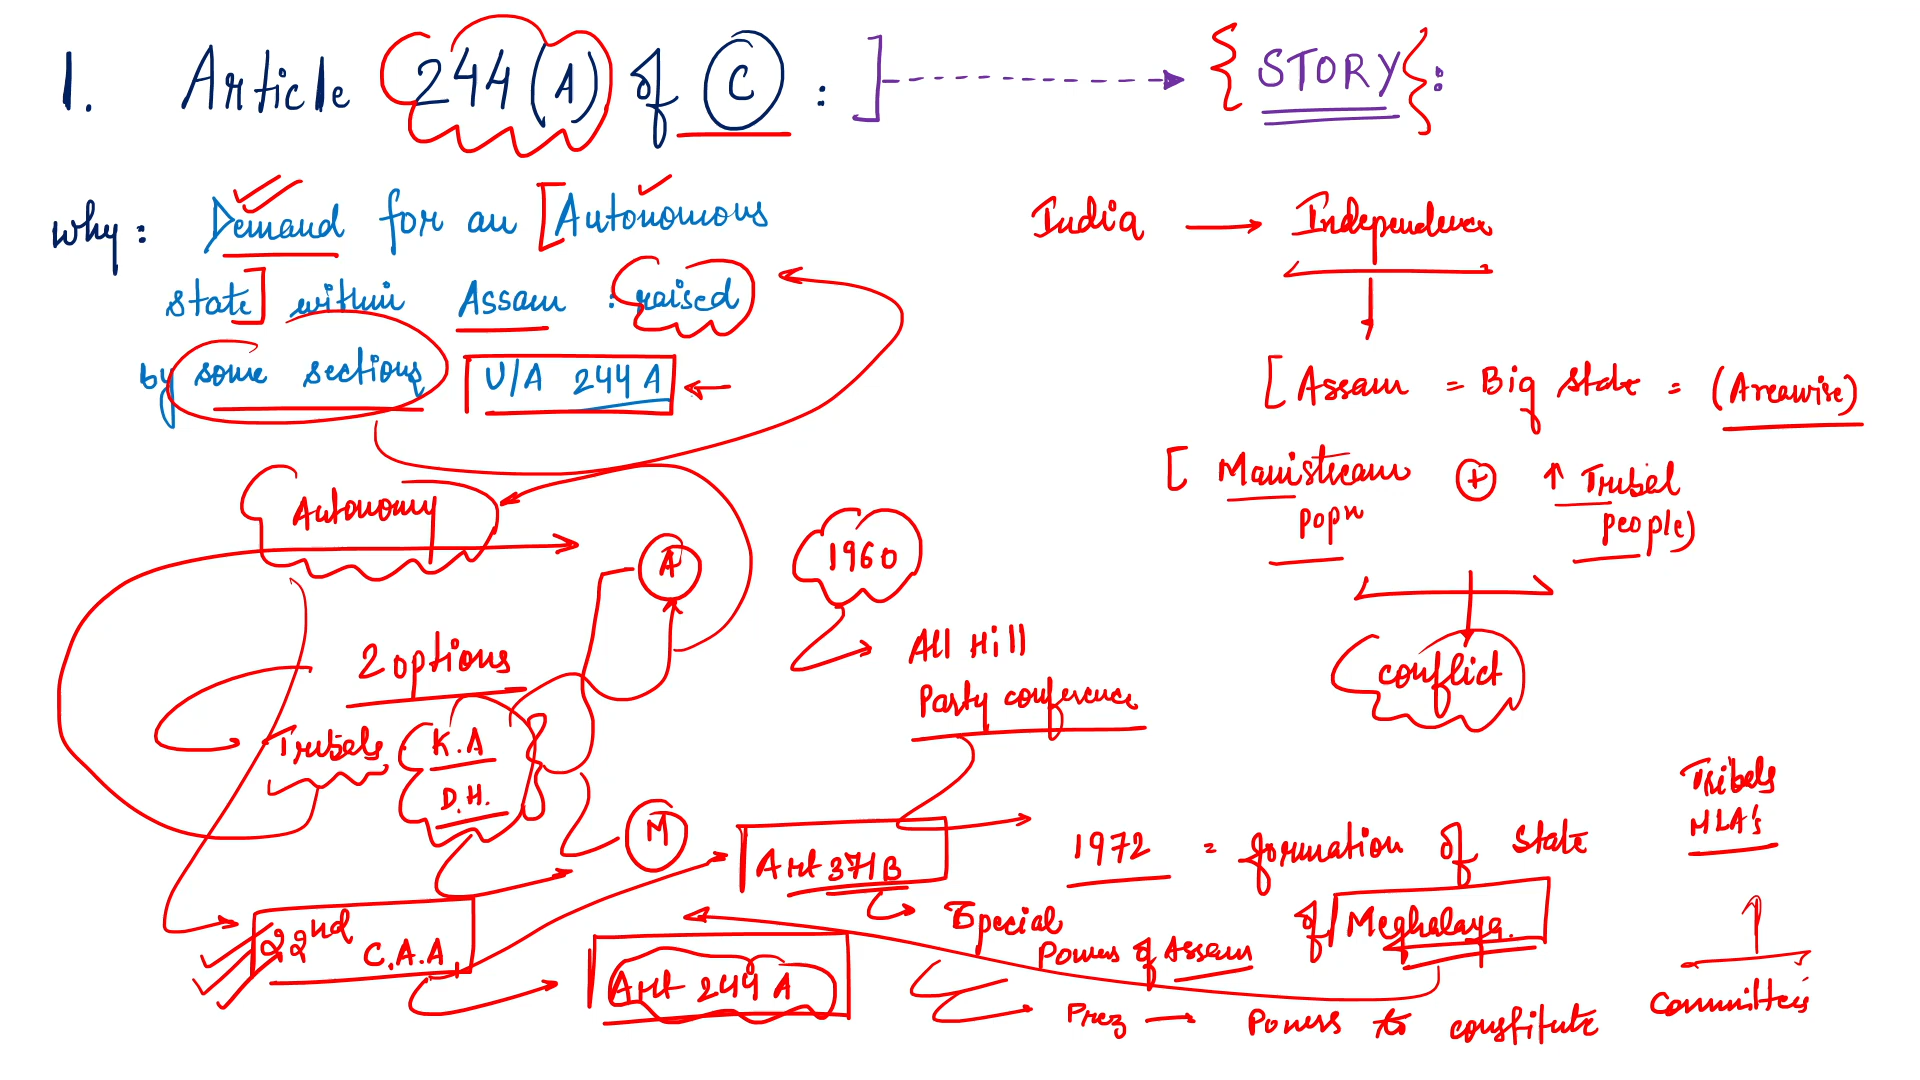 1. Article 244(A) of C : { STORY } :
why : Demand for an [Autonomous
state] within Assam : raised
by some sections U/A 244 A
India → Independence
[ Assam = Big state = (Areawise)
[ Mainstream popn + ↑ Tribel people)
conflict
Autonomy
A
1960
All Hill
Party conference
2 options
Tribels : K.A
D.H.
M
Art 371B
1972 = formation of state
of Meghalaya.
Special
Powers of Assam
Prez → Powers to constitute
Tribels
MLA's
↑
Committees
22nd C.A.A.
Art 244 A